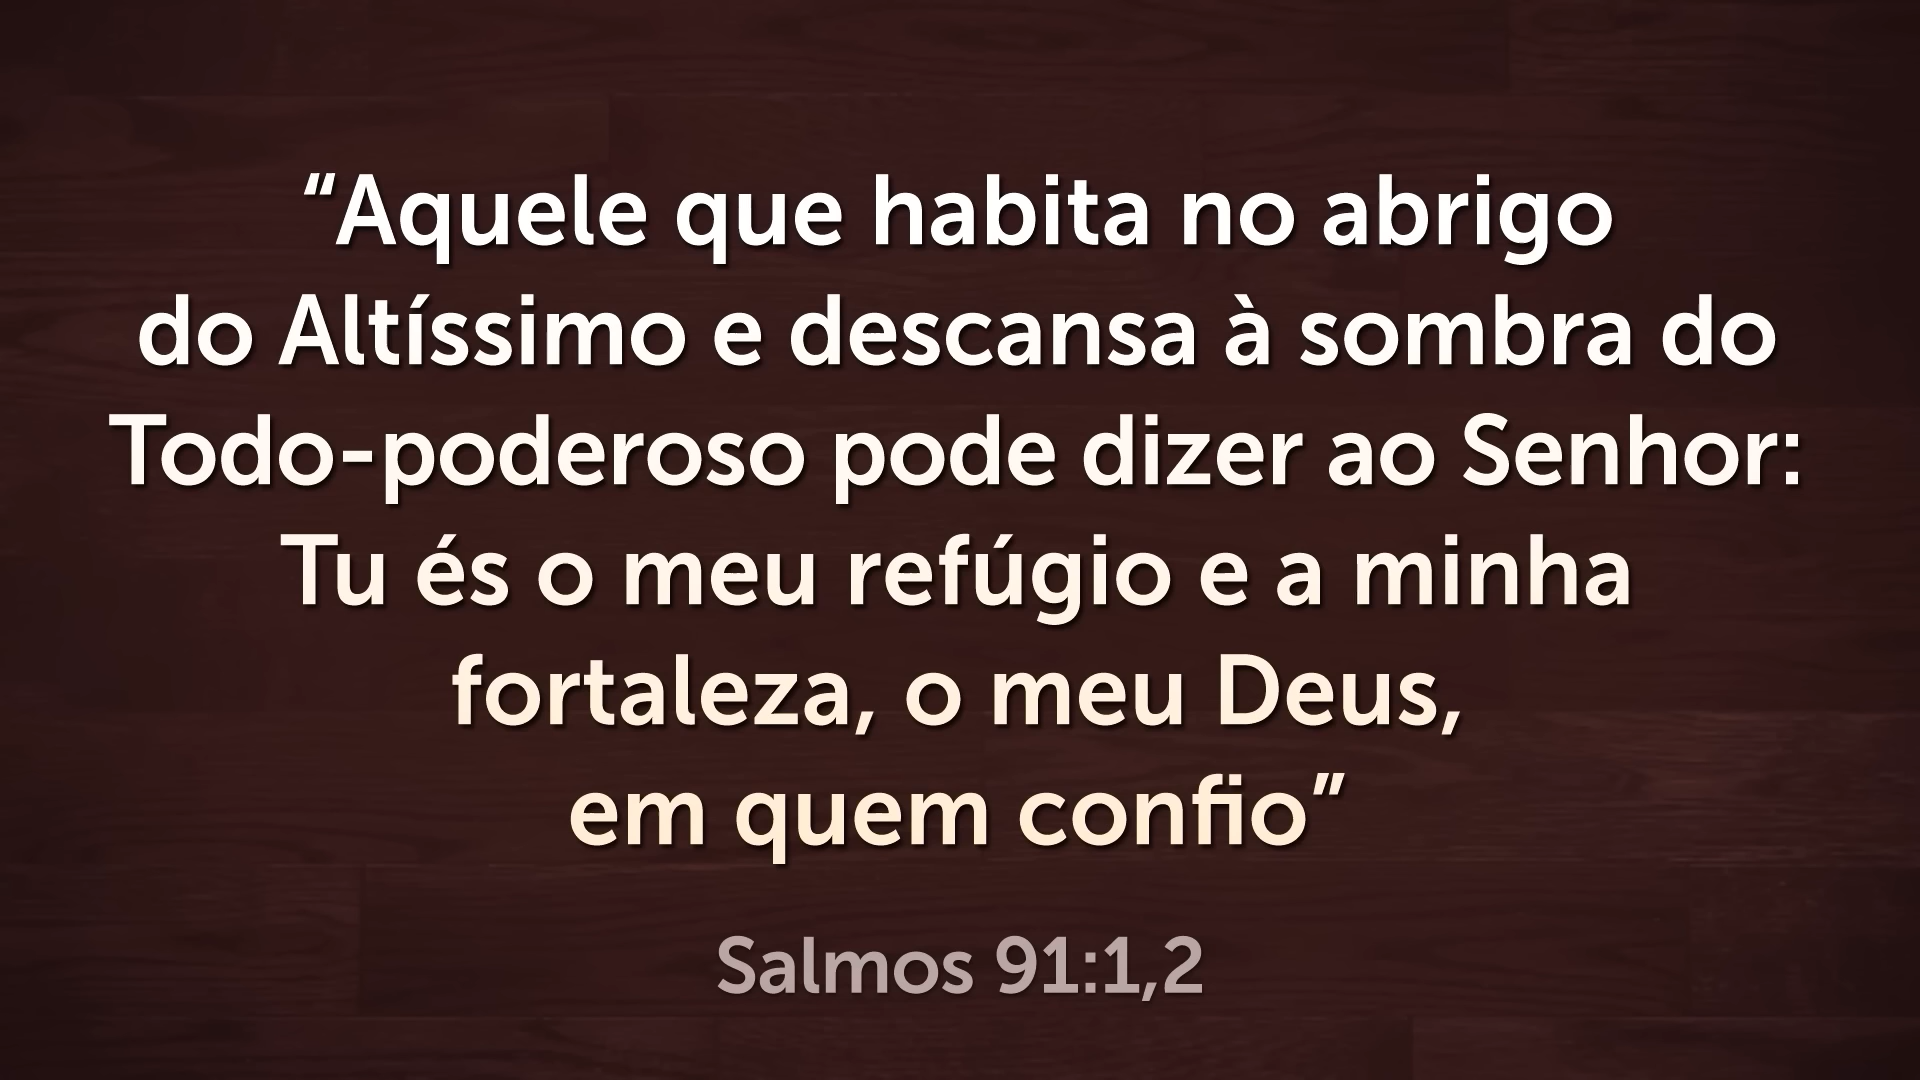 “Aquele que habita no abrigo
do Altíssimo e descansa à sombra do
Todo-poderoso pode dizer ao Senhor:
Tu és o meu refúgio e a minha
fortaleza, o meu Deus,
em quem confio”
Salmos 91:1,2